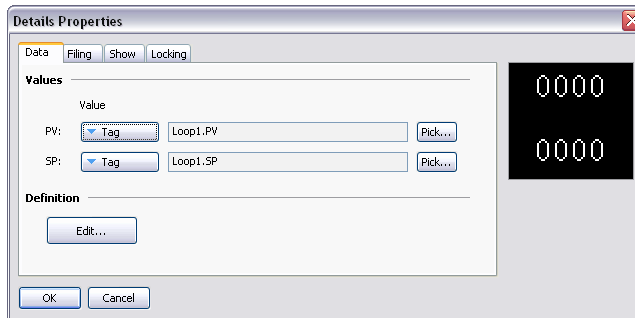 Details Properties
Data Filing Show Locking
Values
Value
PV: Tag Loop1.PV Pick...
SP: Tag Loop1.SP Pick...
Definition
Edit...
OK Cancel
0000
0000